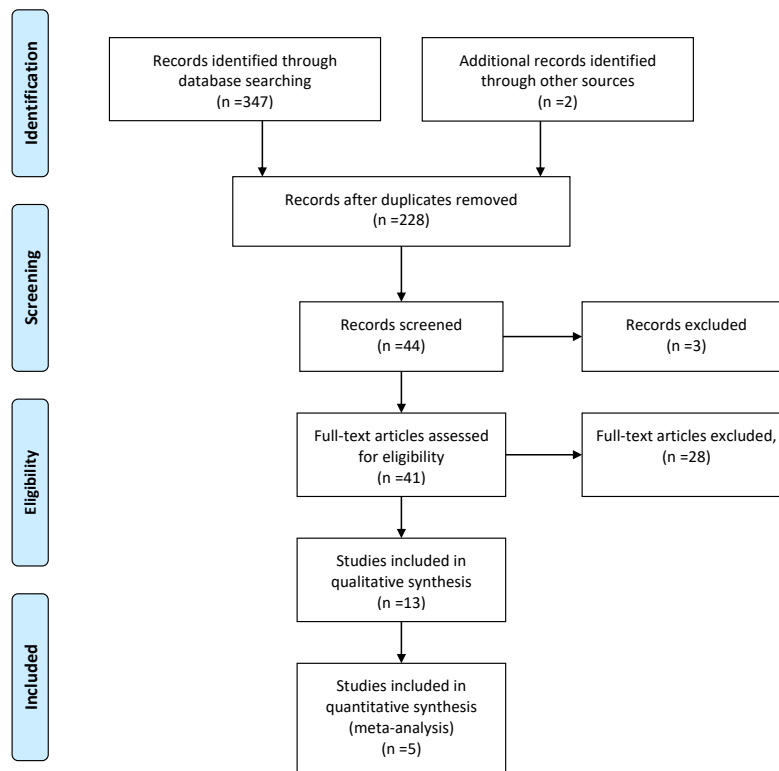 Identification
Records identified through
database searching
(n =347)
Additional records identified
through other sources
(n =2)
Records after duplicates removed
(n =228)
Screening
Records screened
(n =44)
Records excluded
(n =3)
Eligibility
Full-text articles assessed
for eligibility
(n =41)
Full-text articles excluded,
(n =28)
Studies included in
qualitative synthesis
(n =13)
Included
Studies included in
quantitative synthesis
(meta-analysis)
(n =5)